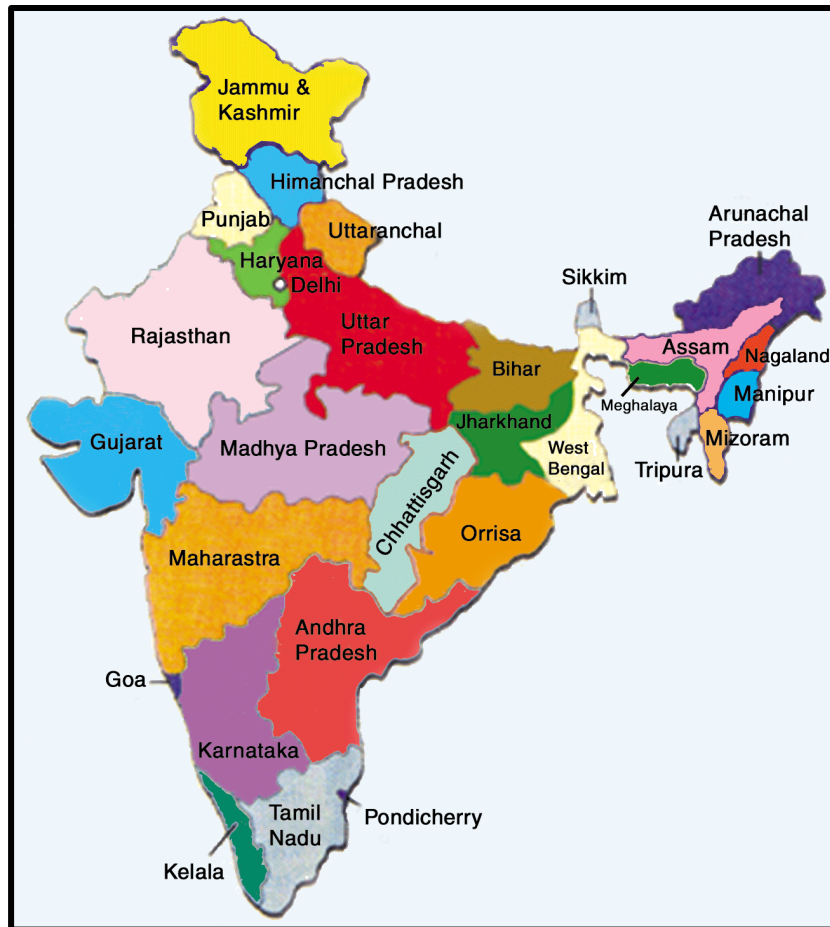 Jammu &
Kashmir
Himanchal Pradesh
Punjab
Uttaranchal
Arunachal
Pradesh
Haryana
Delhi
Sikkim
Rajasthan
Uttar
Pradesh
Assam
Nagaland
Bihar
Meghalaya
Manipur
Jharkhand
Gujarat
Madhya Pradesh
West
Bengal
Mizoram
Tripura
Chhattisgarh
Orrisa
Maharastra
Andhra
Pradesh
Goa
Karnataka
Tamil
Nadu
Pondicherry
Kelala